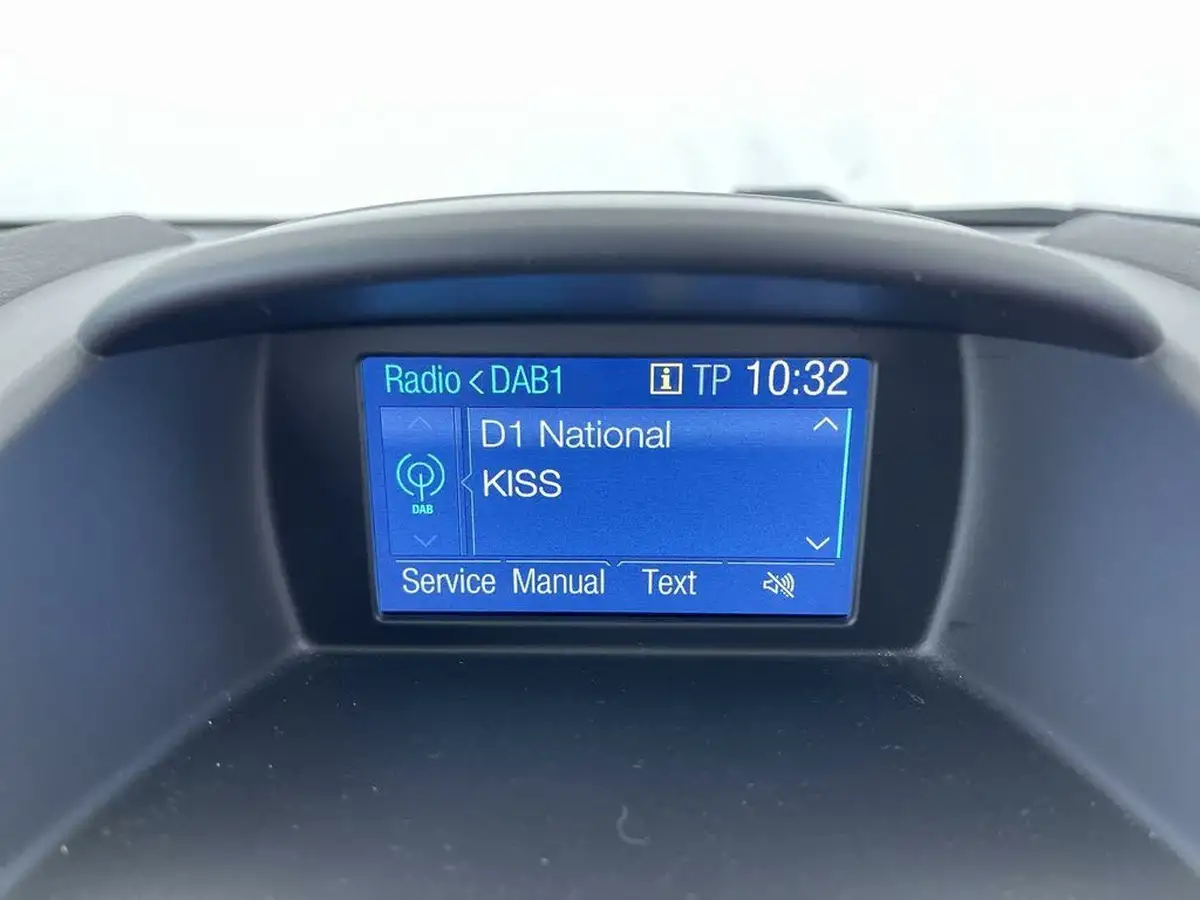 Radio < DAB1 i TP 10:32
D1 National
KISS
DAB
Service Manual Text